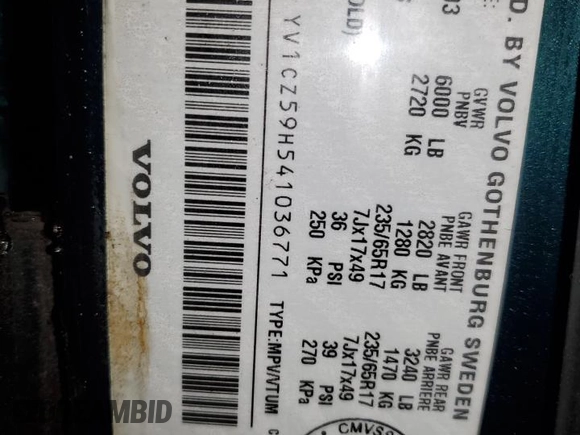 D. BY VOLVO GOTHENBURG SWEDEN
GVWR
PNBV
6000 LB
2720 KG
GAWR FRONT
PNBE AVANT
2820 LB
1280 KG
235/65R17
7Jx17x49
36 PSI
250 KPa
GAWR REAR
PNBE ARRIERE
3240 LB
1470 KG
235/65R17
7Jx17x49
39 PSI
270 KPa
OLD)
YV1CZ59H541036771 TYPE:MPV/VTUM
VOLVO
CMVSS
MBID